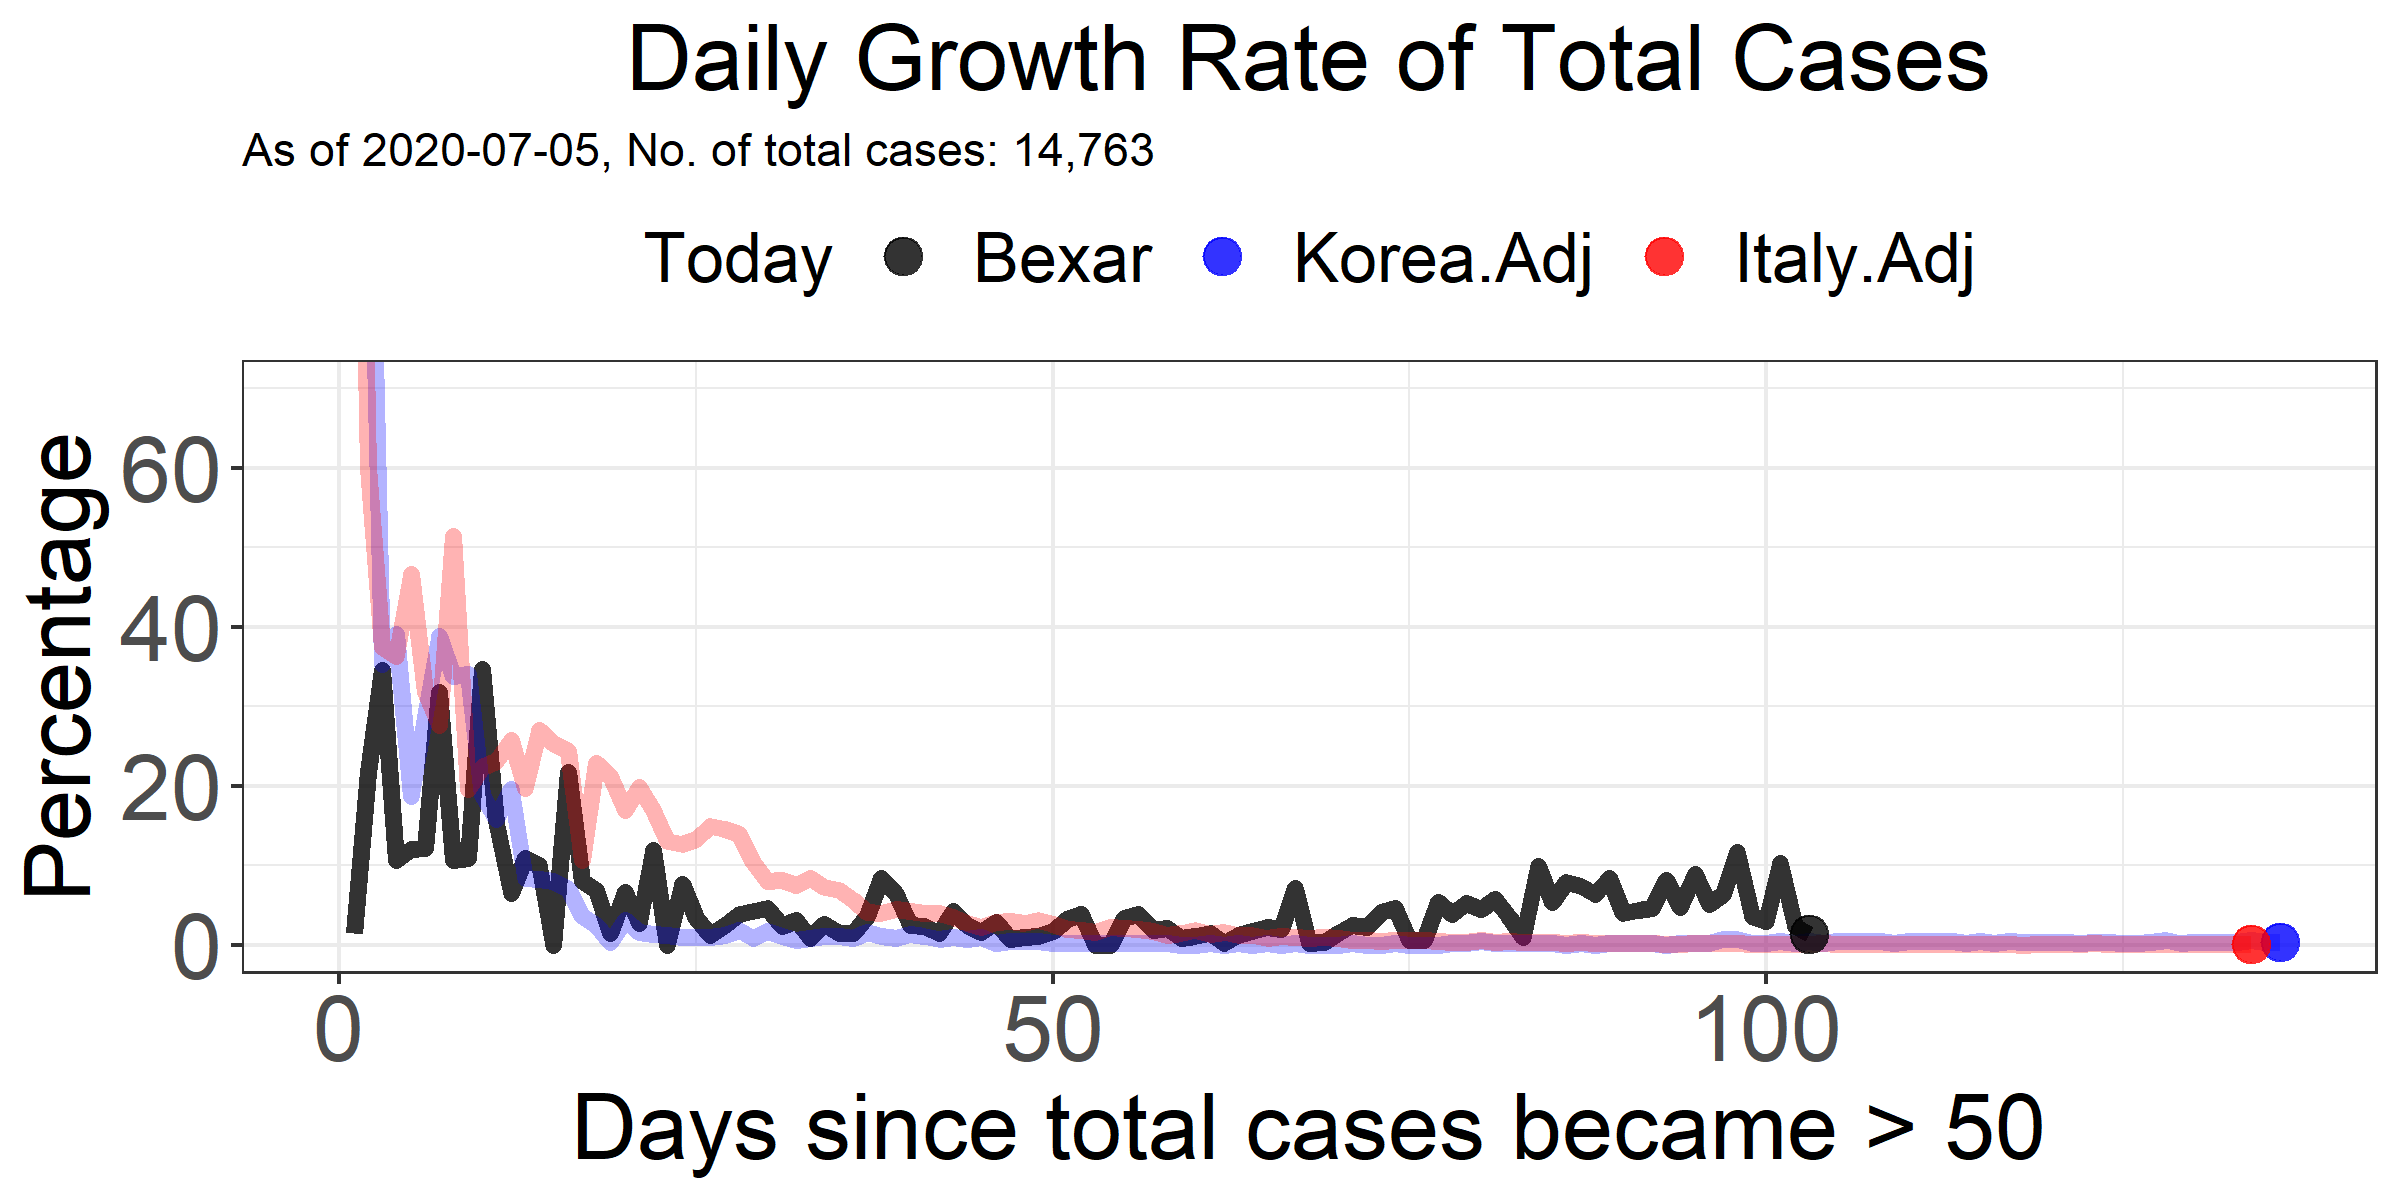 Daily Growth Rate of Total Cases
As of 2020-07-05, No. of total cases: 14,763
Today Bexar Korea.Adj Italy.Adj
Percentage
60
40
20
0
0 50 100
Days since total cases became > 50